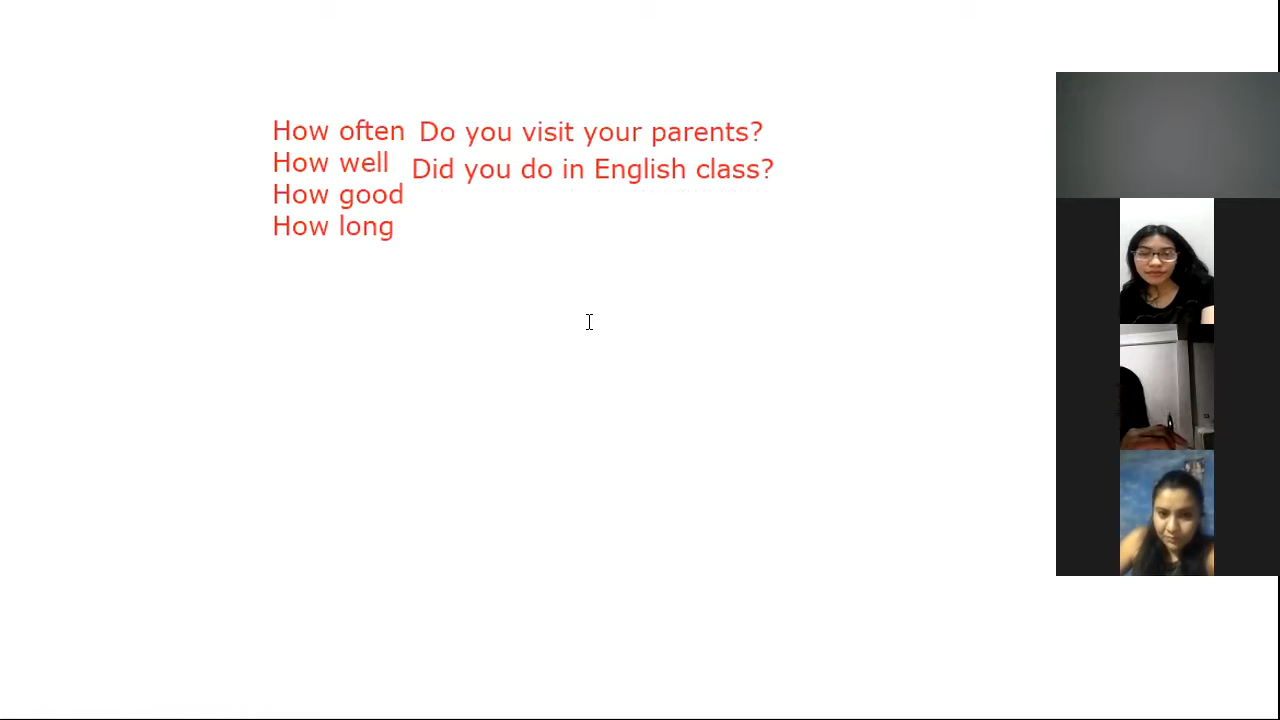 How often Do you visit your parents?
How well Did you do in English class?
How good
How long